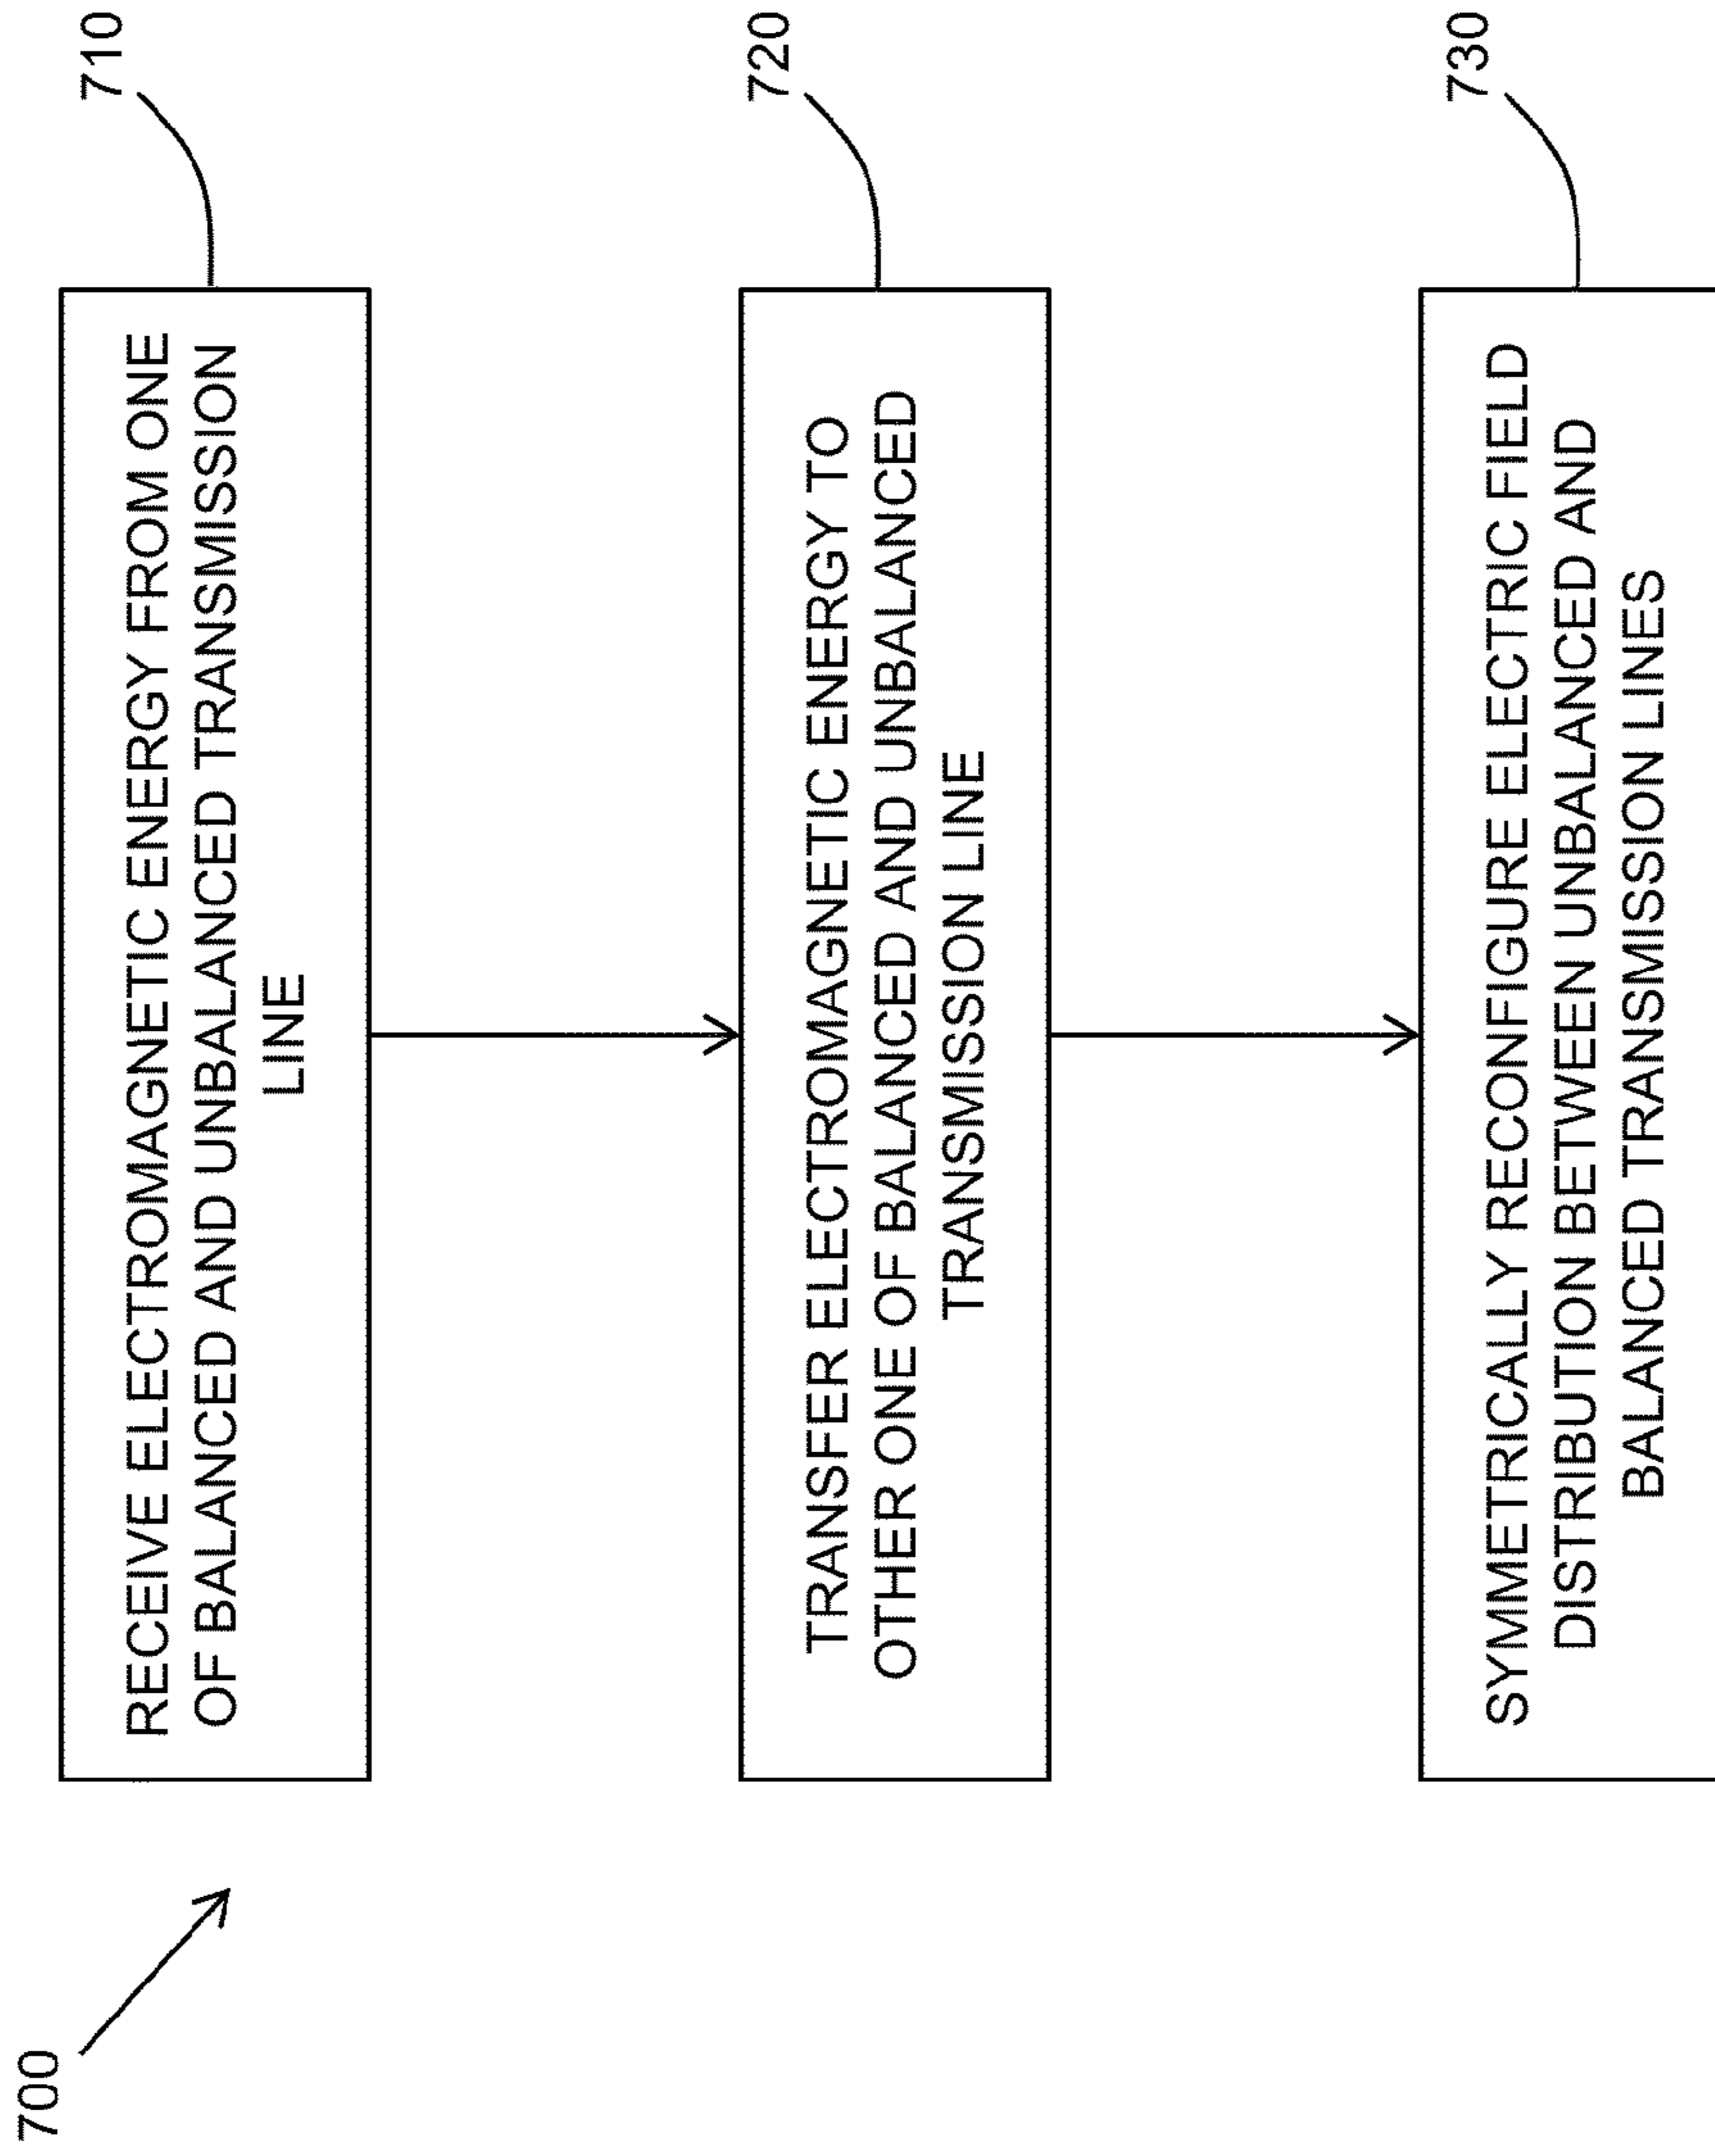 700
710
RECEIVE ELECTROMAGNETIC ENERGY FROM ONE
OF BALANCED AND UNBALANCED TRANSMISSION
LINE
720
TRANSFER ELECTROMAGNETIC ENERGY TO
OTHER ONE OF BALANCED AND UNBALANCED
TRANSMISSION LINE
730
SYMMETRICALLY RECONFIGURE ELECTRIC FIELD
DISTRIBUTION BETWEEN UNBALANCED AND
BALANCED TRANSMISSION LINES